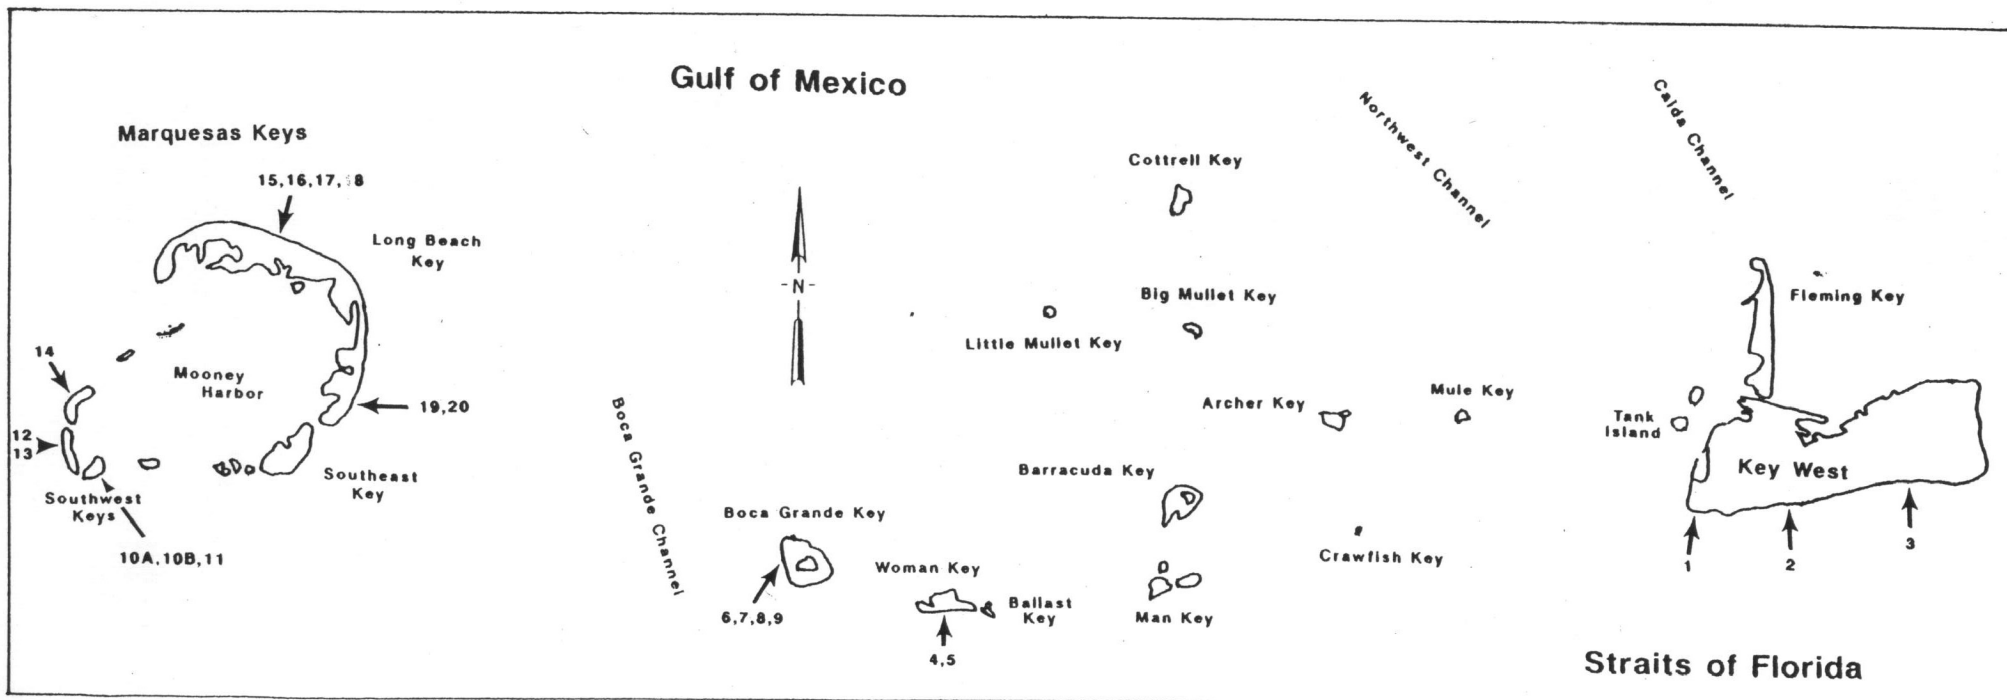 Gulf of Mexico
Marquesas Keys
15,16,17, 8
Long Beach
Key
14
Mooney
Harbor
19,20
12
13
Southwest
Keys
10A,10B,11
Southeast
Key
Boca Grande Channel
-N-
Boca Grande Key
6,7,8,9
Woman Key
4,5
Ballast
Key
Cottrell Key
Big Mullet Key
Little Mullet Key
Archer Key
Mule Key
Barracuda Key
Crawfish Key
Man Key
Northwest Channel
Calda Channel
Fleming Key
Tank
Island
Key West
1
2
3
Straits of Florida